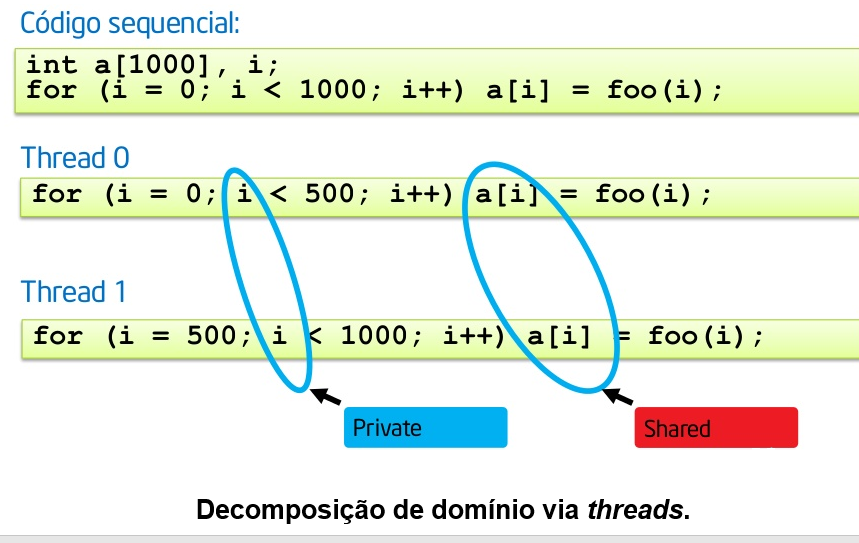 Código sequencial:
int a[1000], i;
for (i = 0; i < 1000; i++) a[i] = foo(i);
Thread 0
for (i = 0; i < 500; i++) a[i] = foo(i);
Thread 1
for (i = 500; i < 1000; i++) a[i] = foo(i);
Private
Shared
Decomposição de domínio via threads.